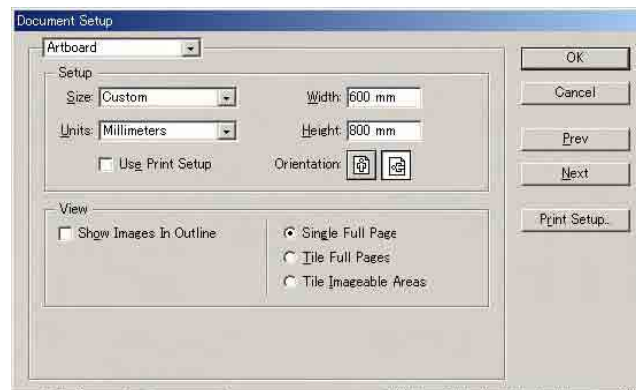 Document Setup
Artboard
Setup
Size: Custom
Width: 600 mm
Units: Millimeters
Height: 800 mm
Use Print Setup
Orientation:
View
Show Images In Outline
Single Full Page
Tile Full Pages
Tile Imageable Areas
OK
Cancel
Prev
Next
Print Setup...